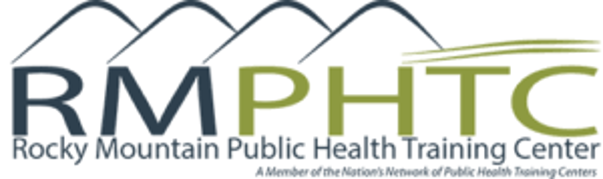 RMPHTC
Rocky Mountain Public Health Training Center
A Member of the Nation's Network of Public Health Training Centers